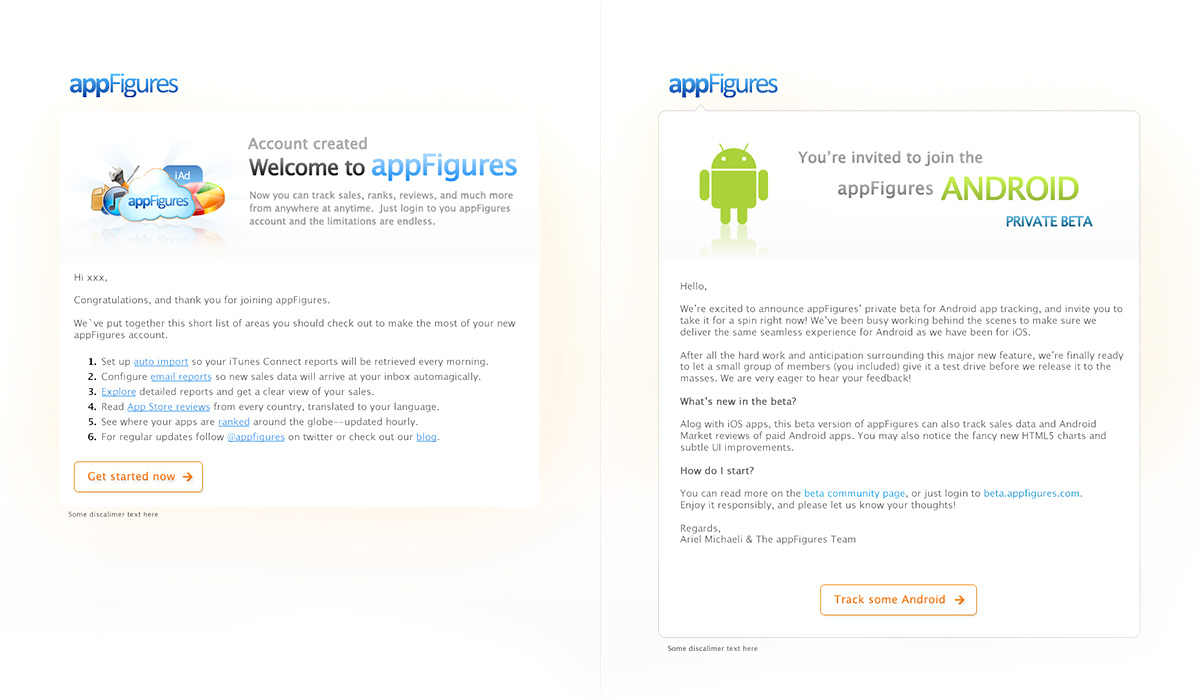 appFigures
iAd
appFigures
Account created
Welcome to appFigures
Now you can track sales, ranks, reviews, and much more
from anywhere at anytime. Just login to you appFigures
account and the limitations are endless.
Hi xxx,
Congratulations, and thank you for joining appFigures.
We`ve put together this short list of areas you should check out to make the most of your new
appFigures account.
1. Set up auto import so your iTunes Connect reports will be retrieved every morning.
2. Configure email reports so new sales data will arrive at your inbox automagically.
3. Explore detailed reports and get a clear view of your sales.
4. Read App Store reviews from every country, translated to your language.
5. See where your apps are ranked around the globe--updated hourly.
6. For regular updates follow @appfigures on twitter or check out our blog.
Get started now →
Some discalimer text here
appFigures
You're invited to join the
appFigures ANDROID
PRIVATE BETA
Hello,
We're excited to announce appFigures' private beta for Android app tracking, and invite you to
take it for a spin right now! We've been busy working behind the scenes to make sure we
deliver the same seamless experience for Android as we have been for iOS.
After all the hard work and anticipation surrounding this major new feature, we're finally ready
to let a small group of members (you included) give it a test drive before we release it to the
masses. We are very eager to hear your feedback!
What's new in the beta?
Alog with iOS apps, this beta version of appFigures can also track sales data and Android
Market reviews of paid Android apps. You may also notice the fancy new HTML5 charts and
subtle UI improvements.
How do I start?
You can read more on the beta community page, or just login to beta.appfigures.com.
Enjoy it responsibly, and please let us know your thoughts!
Regards,
Ariel Michaeli & The appFigures Team
Track some Android →
Some discalimer text here